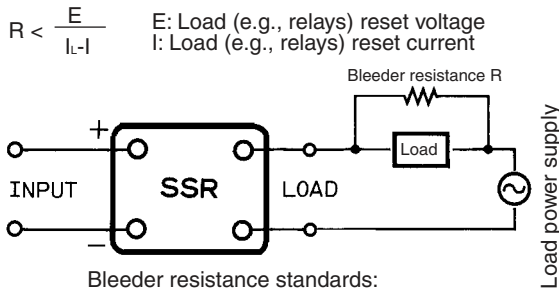 R < E / (IL-I)
E: Load (e.g., relays) reset voltage
I: Load (e.g., relays) reset current
Bleeder resistance R
+
Load
INPUT
SSR
LOAD
−
Load power supply
Bleeder resistance standards: